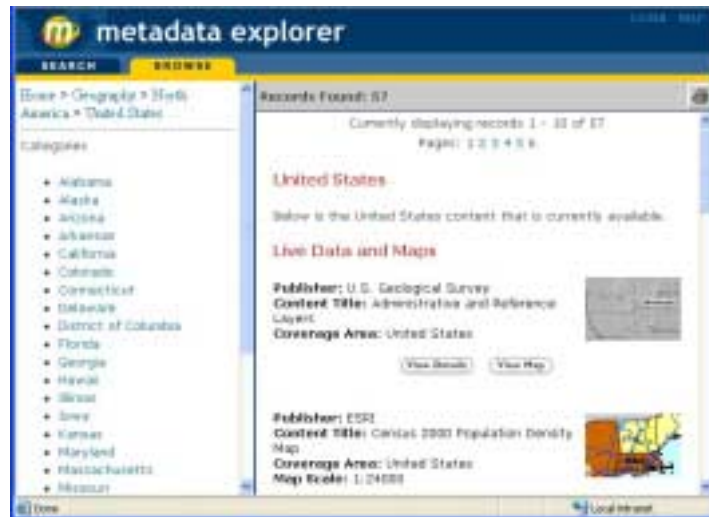 metadata explorer
SEARCH
BROWSE
Home > Geography > North
America > United States
Categories
Alabama
Alaska
Arizona
Arkansas
California
Colorado
Connecticut
Delaware
District of Columbia
Florida
Georgia
Hawaii
Illinois
Iowa
Kansas
Maryland
Massachusetts
Missouri
Records Found: 57
Currently displaying records 1 - 10 of 57
Pages: 1 2 3 4 5 6
United States
Below is the United States content that is currently available.
Live Data and Maps
Publisher: U.S. Geological Survey
Content Title: Administrative and Reference
Layers
Coverage Area: United States
View Details
View Map
Publisher: ESRI
Content Title: Census 2000 Population Density
Map
Coverage Area: United States
Map Scale: 1:24000
Done
Local intranet